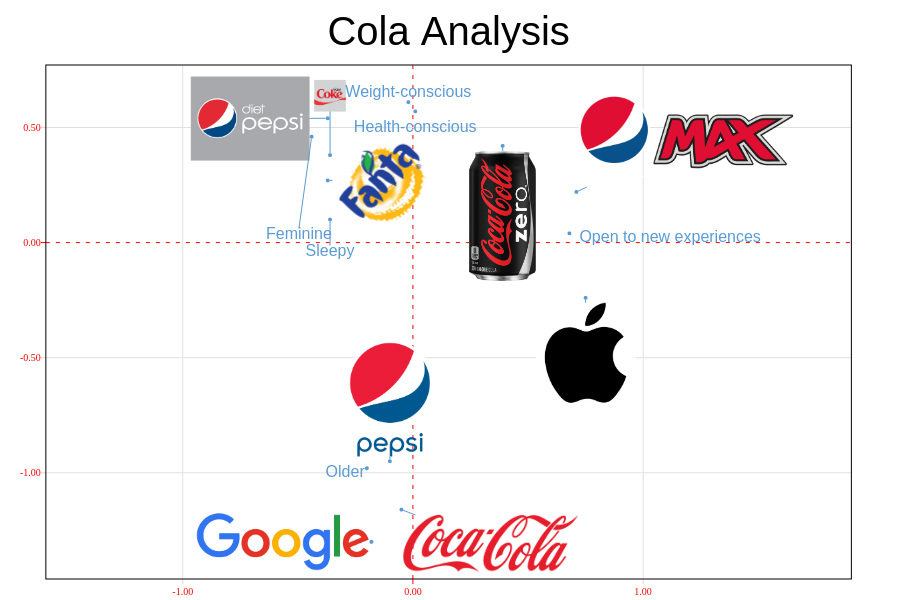 Cola Analysis
diet
pepsi
Coke
Weight-conscious
MAX
0.50
Health-conscious
Fanta
Coca-Cola
zero
Feminine
0.00
Open to new experiences
Sleepy
-0.50
pepsi
Older
-1.00
Google
Coca-Cola
-1.00
0.00
1.00